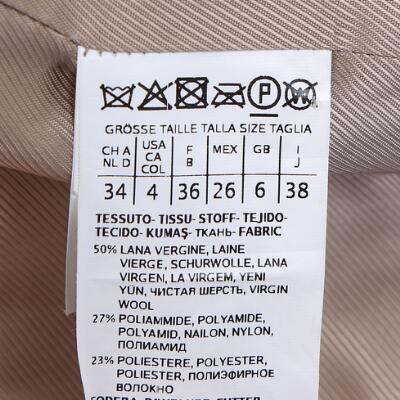 P W
GRÖSSE TAILLE TALLA SIZE TAGLIA
CH A NL D USA CA COL F B MEX GB I J
34 4 36 26 6 38
TESSUTO- TISSU- STOFF- TEJIDO-
TECIDO- KUMAŞ- ТКАНЬ- FABRIC
50% LANA VERGINE, LAINE
VIERGE, SCHURWOLLE, LANA
VIRGEN, LA VIRGEM, YENI
YÜN, ЧИСТАЯ ШЕРСТЬ, VIRGIN
WOOL
27% POLIAMMIDE, POLYAMIDE,
POLYAMID, NAILON, NYLON,
ПОЛИАМИД
23% POLIESTERE, POLYESTER,
POLIESTER, ПОЛИЭФИРНОЕ
ВОЛОКНО